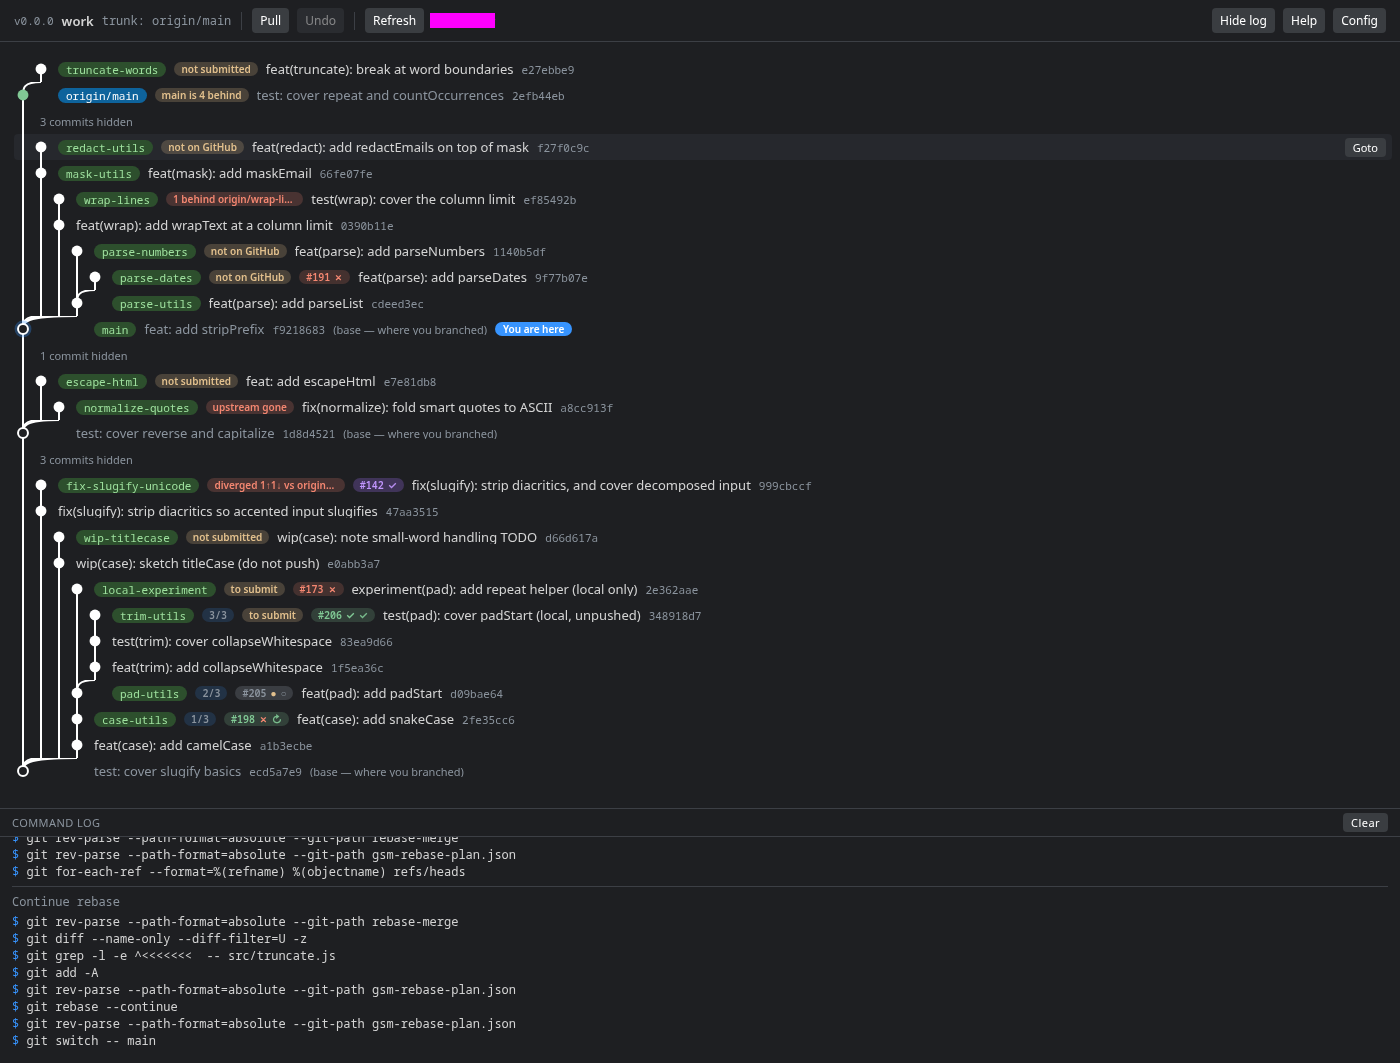 v0.0.0 work trunk: origin/main Pull Undo Refresh Hide log Help Config
truncate-words not submitted feat(truncate): break at word boundaries e27ebbe9
origin/main main is 4 behind test: cover repeat and countOccurrences 2efb44eb
3 commits hidden
redact-utils not on GitHub feat(redact): add redactEmails on top of mask f27f0c9c Goto
mask-utils feat(mask): add maskEmail 66fe07fe
wrap-lines 1 behind origin/wrap-li... test(wrap): cover the column limit ef85492b
feat(wrap): add wrapText at a column limit 0390b11e
parse-numbers not on GitHub feat(parse): add parseNumbers 1140b5df
parse-dates not on GitHub #191 × feat(parse): add parseDates 9f77b07e
parse-utils feat(parse): add parseList cdeed3ec
main feat: add stripPrefix f9218683 (base — where you branched) You are here
1 commit hidden
escape-html not submitted feat: add escapeHtml e7e81db8
normalize-quotes upstream gone fix(normalize): fold smart quotes to ASCII a8cc913f
test: cover reverse and capitalize 1d8d4521 (base — where you branched)
3 commits hidden
fix-slugify-unicode diverged 1↑1↓ vs origin... #142 ✓ fix(slugify): strip diacritics, and cover decomposed input 999cbccf
fix(slugify): strip diacritics so accented input slugifies 47aa3515
wip-titlecase not submitted wip(case): note small-word handling TODO d66d617a
wip(case): sketch titleCase (do not push) e0abb3a7
local-experiment to submit #173 × experiment(pad): add repeat helper (local only) 2e362aae
trim-utils 3/3 to submit #206 ✓ ✓ test(pad): cover padStart (local, unpushed) 348918d7
test(trim): cover collapseWhitespace 83ea9d66
feat(trim): add collapseWhitespace 1f5ea36c
pad-utils 2/3 #205 ● ○ feat(pad): add padStart d09bae64
case-utils 1/3 #198 × ↻ feat(case): add snakeCase 2fe35cc6
feat(case): add camelCase a1b3ecbe
test: cover slugify basics ecd5a7e9 (base — where you branched)
COMMAND LOG Clear
$ git rev-parse --path-format=absolute --git-path rebase-merge
$ git rev-parse --path-format=absolute --git-path gsm-rebase-plan.json
$ git for-each-ref --format=%(refname) %(objectname) refs/heads
Continue rebase
$ git rev-parse --path-format=absolute --git-path rebase-merge
$ git diff --name-only --diff-filter=U -z
$ git grep -l -e ^<<<<<<<  -- src/truncate.js
$ git add -A
$ git rev-parse --path-format=absolute --git-path gsm-rebase-plan.json
$ git rebase --continue
$ git rev-parse --path-format=absolute --git-path gsm-rebase-plan.json
$ git switch -- main